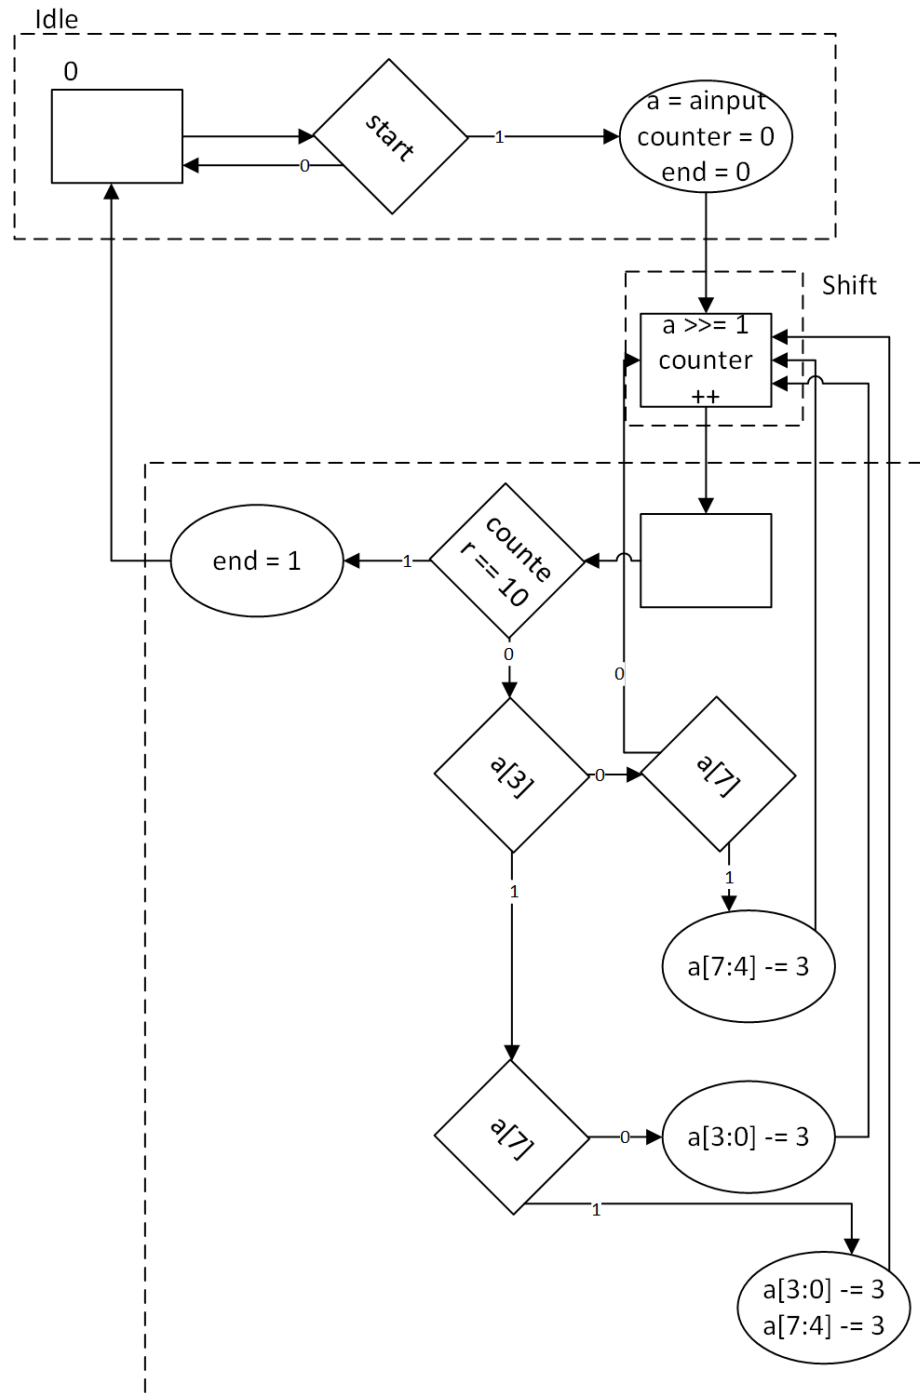 Idle
0
start
1
0
a = ainput
counter = 0
end = 0
Shift
a >>= 1
counter
++
end = 1
1
counte
r == 10
0
0
a[3]
0
a[7]
1
1
a[7:4] -= 3
a[7]
0
a[3:0] -= 3
1
a[3:0] -= 3
a[7:4] -= 3